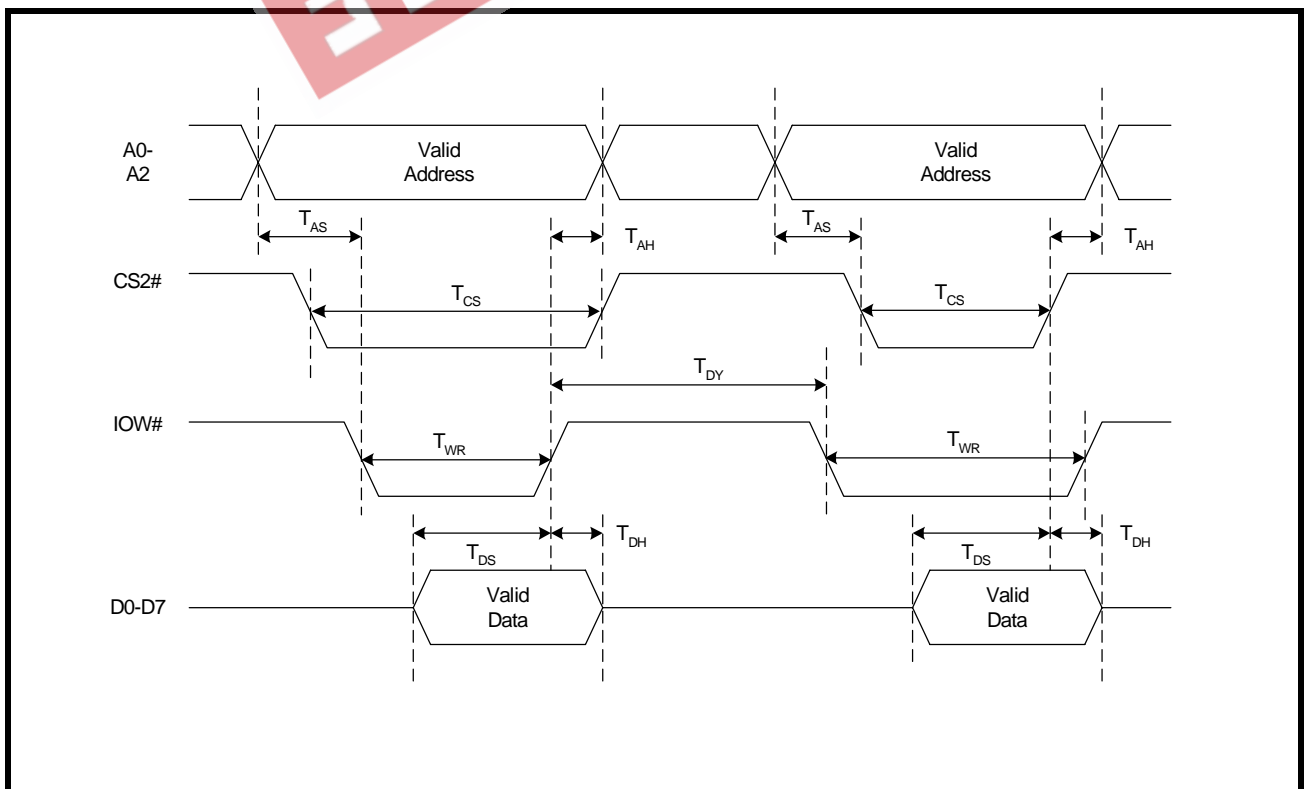 A0-
A2
Valid
Address
Valid
Address
TAS
TAH
TAS
TAH
CS2#
TCS
TCS
TDY
IOW#
TWR
TWR
TDS
TDH
TDS
TDH
D0-D7
Valid
Data
Valid
Data